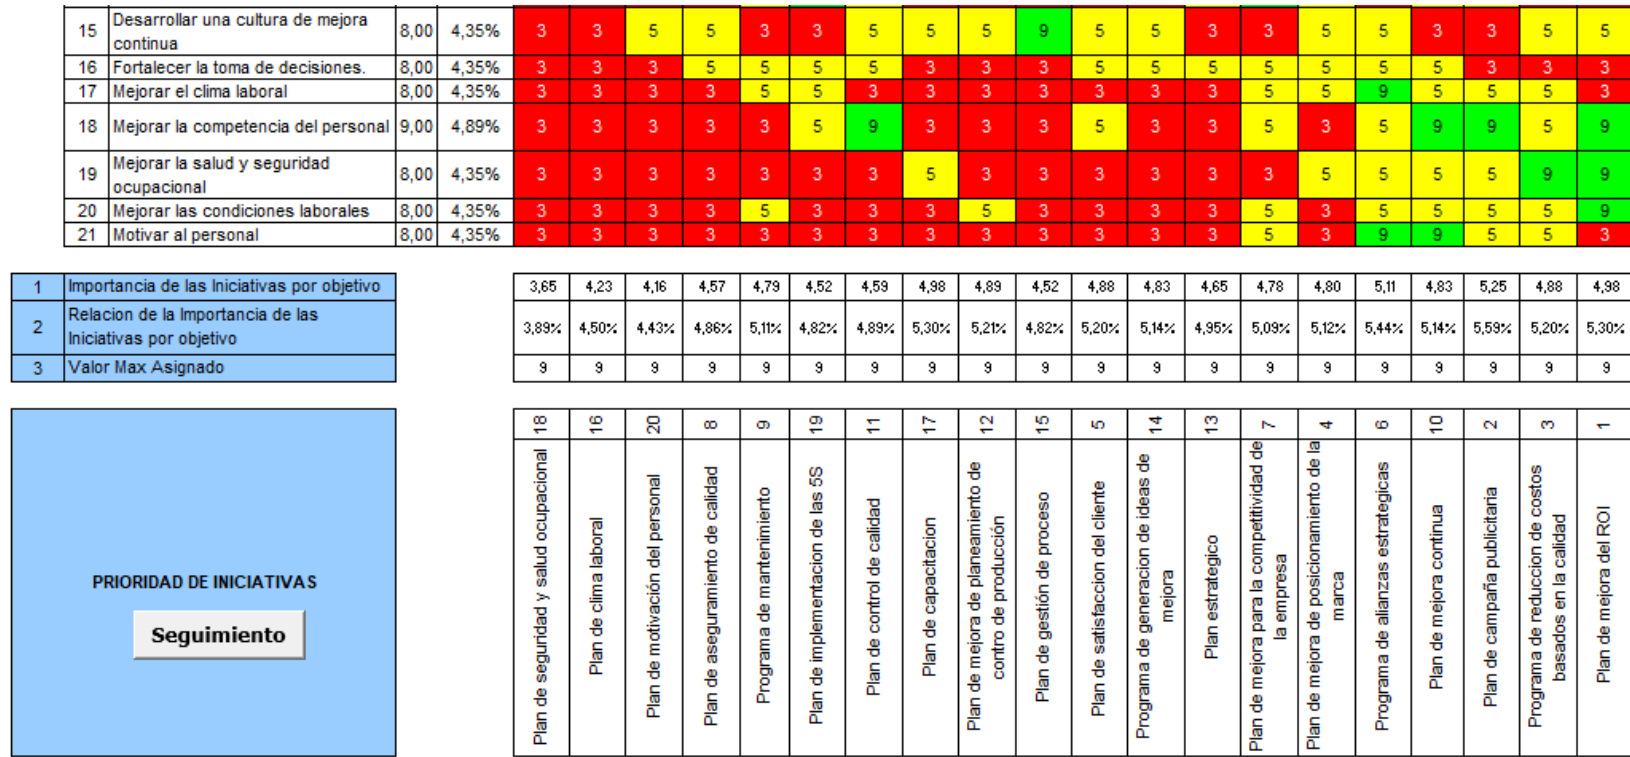 15 Desarrollar una cultura de mejora continua 8,00 4,35% 3 3 5 5 3 3 5 5 5 9 5 5 3 3 5 5 3 3 5 5
16 Fortalecer la toma de decisiones. 8,00 4,35% 3 3 3 5 5 5 5 3 3 3 5 5 5 5 5 5 5 3 3 3
17 Mejorar el clima laboral 8,00 4,35% 3 3 3 3 5 5 3 3 3 3 3 3 3 5 5 9 5 5 5 3
18 Mejorar la competencia del personal 9,00 4,89% 3 3 3 3 3 5 9 3 3 3 5 3 3 5 3 5 9 9 5 9
19 Mejorar la salud y seguridad ocupacional 8,00 4,35% 3 3 3 3 3 3 3 5 3 3 3 3 3 3 5 5 5 5 9 9
20 Mejorar las condiciones laborales 8,00 4,35% 3 3 3 3 5 3 3 3 5 3 3 3 3 5 3 5 5 5 5 9
21 Motivar al personal 8,00 4,35% 3 3 3 3 3 3 3 3 3 3 3 3 3 5 3 9 9 5 5 3
1 Importancia de las Iniciativas por objetivo 3,65 4,23 4,16 4,57 4,79 4,52 4,59 4,98 4,89 4,52 4,88 4,83 4,65 4,78 4,80 5,11 4,83 5,25 4,88 4,98
2 Relacion de la Importancia de las Iniciativas por objetivo 3,89% 4,50% 4,43% 4,86% 5,11% 4,82% 4,89% 5,30% 5,21% 4,82% 5,20% 5,14% 4,95% 5,09% 5,12% 5,44% 5,14% 5,59% 5,20% 5,30%
3 Valor Max Asignado 9 9 9 9 9 9 9 9 9 9 9 9 9 9 9 9 9 9 9 9
PRIORIDAD DE INICIATIVAS
Seguimiento
18 16 20 8 9 19 11 17 12 15 5 14 13 7 4 6 10 2 3 1
Plan de seguridad y salud ocupacional
Plan de clima laboral
Plan de motivación del personal
Plan de aseguramiento de calidad
Programa de mantenimiento
Plan de implementacion de las 5S
Plan de control de calidad
Plan de capacitacion
Plan de mejora de planeamiento de
contro de producción
Plan de gestión de proceso
Plan de satisfaccion del cliente
Programa de generacion de ideas de
mejora
Plan estrategico
Plan de mejora para la competitividad de
la empresa
Plan de mejora de posicionamiento de la
marca
Programa de alianzas estrategicas
Plan de mejora continua
Plan de campaña publicitaria
Programa de reduccion de costos
basados en la calidad
Plan de mejora del ROI